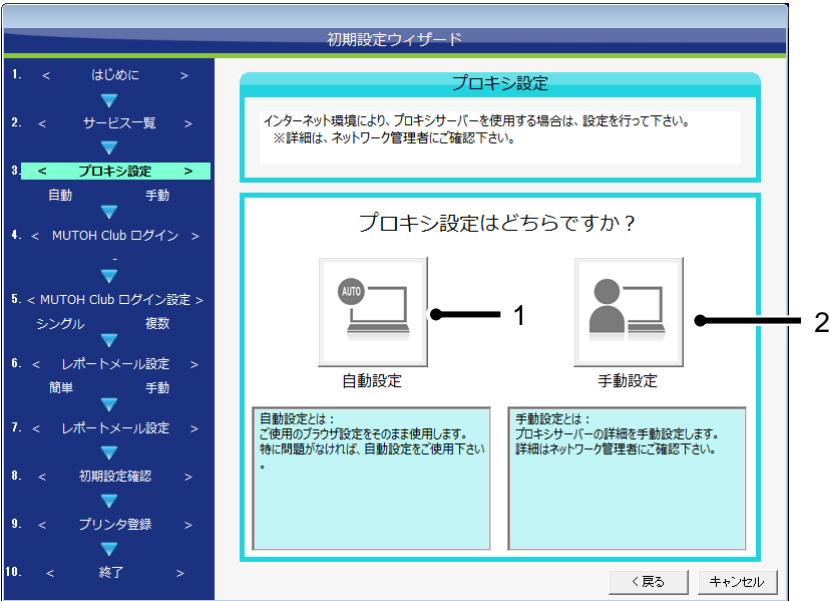 初期設定ウィザード
1. < はじめに >
2. < サービス一覧 >
3. < プロキシ設定 >
自動 手動
4. < MUTOH Club ログイン >
-
5. < MUTOH Club ログイン設定 >
シングル 複数
6. < レポートメール設定 >
簡単 手動
7. < レポートメール設定 >
8. < 初期設定確認 >
9. < プリンタ登録 >
10. < 終了 >
プロキシ設定
インターネット環境により、プロキシサーバーを使用する場合は、設定を行って下さい。
※詳細は、ネットワーク管理者にご確認下さい。
プロキシ設定はどちらですか？
AUTO
1
2
自動設定
手動設定
自動設定とは：
ご使用のブラウザ設定をそのまま使用します。
特に問題がなければ、自動設定をご使用下さい
。
手動設定とは：
プロキシサーバーの詳細を手動設定します。
詳細はネットワーク管理者にご確認下さい。
< 戻る
キャンセル